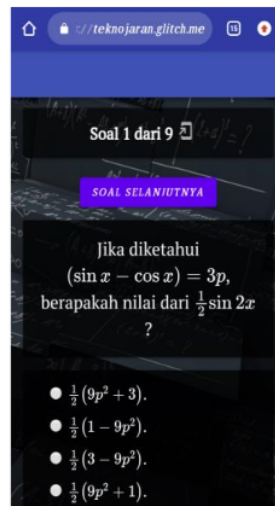 ://teknojaran.glitch.me
15
Soal 1 dari 9
SOAL SELANJUTNYA
Jika diketahui
(sin x − cos x) = 3p,
berapakah nilai dari 1/2 sin 2x
?
1/2 (9p² + 3).
1/2 (1 − 9p²).
1/2 (3 − 9p²).
1/2 (9p² + 1).